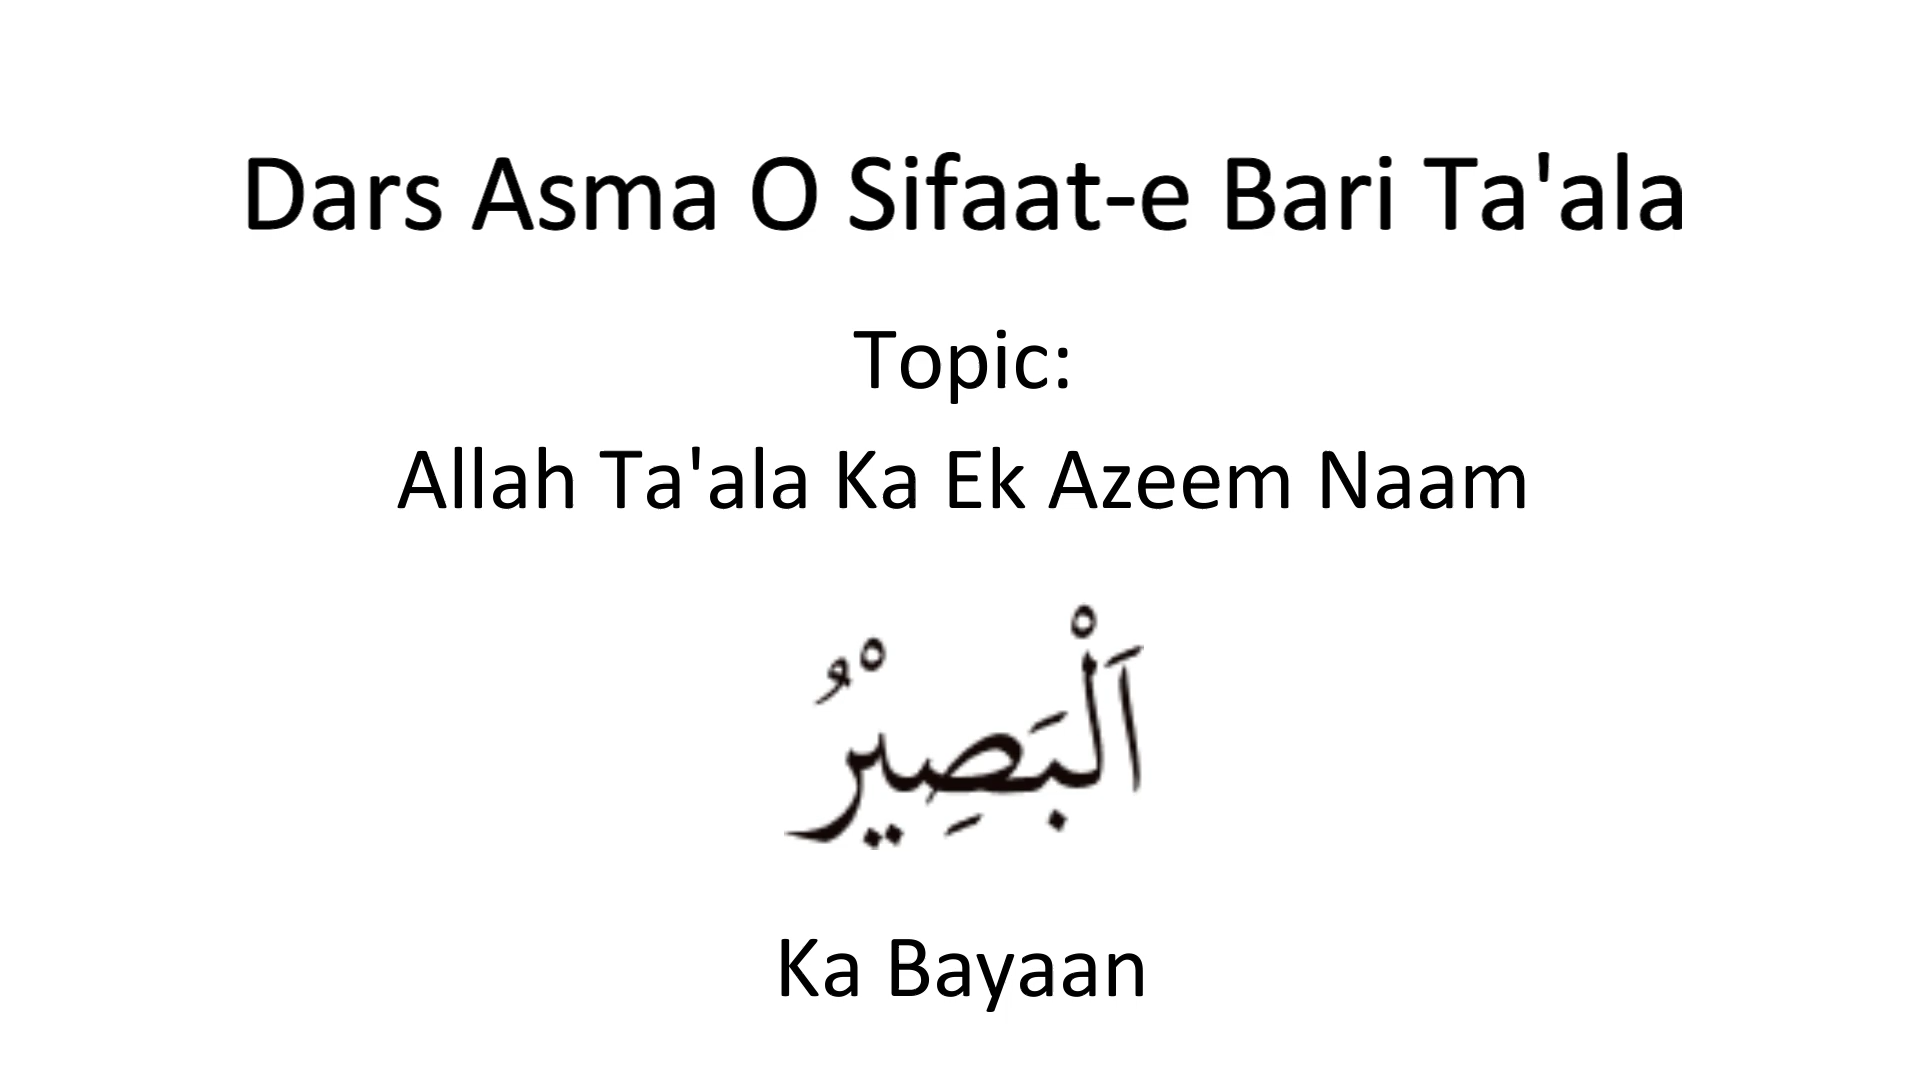 Dars Asma O Sifaat-e Bari Ta'ala
Topic:
Allah Ta'ala Ka Ek Azeem Naam
اَلْبَصِيْرُ
Ka Bayaan